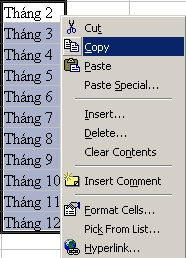 Tháng 2
Tháng 3
Tháng 4
Tháng 5
Tháng 6
Tháng 7
Tháng 8
Tháng 9
Tháng 10
Tháng 11
Tháng 12
Cut
Copy
Paste
Paste Special...
Insert...
Delete...
Clear Contents
Insert Comment
Format Cells...
Pick From List...
Hyperlink...